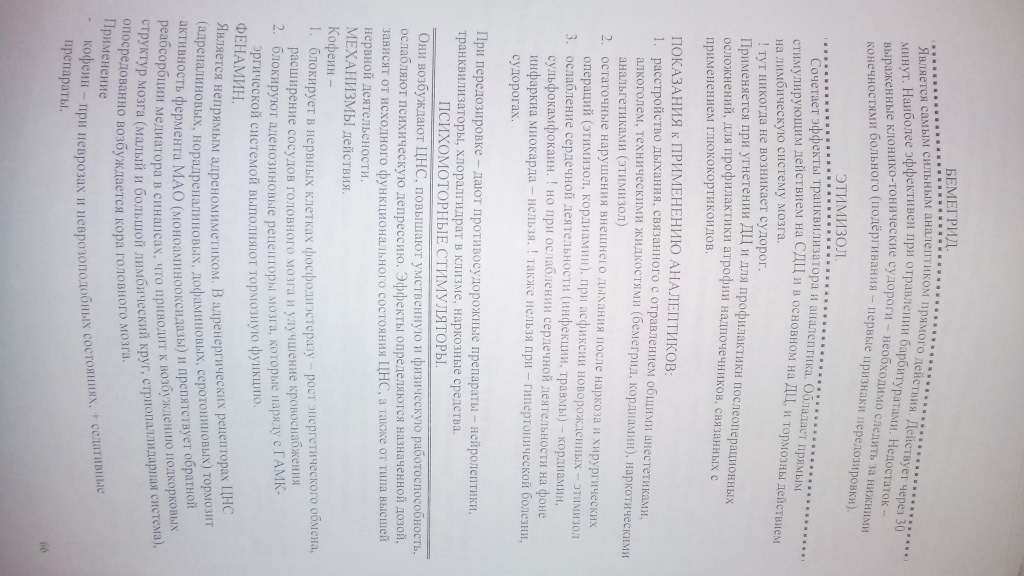 БЕМЕГРИД.
Является самым сильным аналептиком прямого действия. Действует через 30
минут. Наиболее эффективен при отравлении барбитуратами. Недостаток –
выраженные клонико-тонические судороги – необходимо следить за нижними
конечностями больного (подёргивания – первые признаки передозировки).
ЭТИМИЗОЛ.
Сочетает эффекты транквилизатора и аналептика. Обладает прямым
стимулирующим действием на СДЦ и в основном на ДЦ, и тормозным действием
на лимбическую систему мозга.
! тут никогда не возникает судорог.
Применяется при угнетении ДЦ и для профилактики послеоперационных
осложнений, для профилактики атрофии надпочечников, связанных с
применением глюкокортикоидов.
ПОКАЗАНИЯ к ПРИМЕНЕНИЮ АНАЛЕПТИКОВ:
1. расстройство дыхания, связанного с отравлением общими анестетиками,
алкоголем, техническими жидкостями (бемегрид, кордиамин), наркотическими
анальгетиками (этимизол)
2. остаточные нарушения внешнего дыхания после наркоза и хирургических
операций (этимизол, кордиамин), при асфиксии новорожденных – этимизол
3. ослабление сердечной деятельности (инфекции, травмы) – кордиамин,
сульфокамфокаин. ! но при ослаблении сердечной деятельности на фоне
инфаркта миокарда – нельзя. ! также нельзя при – гипертонической болезни,
судорогах.
При передозировке – дают противосудорожные препараты – нейролептики,
транквилизаторы, хлоралгидрат в клизме, наркозные средства.
ПСИХОМОТОРНЫЕ СТИМУЛЯТОРЫ.
Они возбуждают ЦНС, повышают умственную и физическую работоспособность,
ослабляют психическую депрессию. Эффекты определяются назначенной дозой,
зависят от исходного функционального состояния ЦНС, а также от типа высшей
нервной деятельности.
МЕХАНИЗМЫ действия.
Кофеин –
1. блокирует в нервных клетках (фосфодиэстеразу – рост энергетического обмена,
расширение сосудов головного мозга и улучшение кровоснабжения
2. блокируют аденозиновые рецепторы мозга, которые наряду с ГАМК-
эргической системой выполняют тормозную функцию.
ФЕНАМИН.
Является непрямым адреномиметиком. В адренергических рецепторах ЦНС
(адреналиновых, норадреналиновых, дофаминовых, серотониновых) тормозит
активность фермента МАО (моноаминооксидазы) и препятствует обратной
реабсорбции медиатора в синапсах, что приводит к возбуждению подкорковых
структур мозга (малый и большой лимбический круг, стриопаллидарная система),
опосредованно возбуждается кора головного мозга.
Применение
- кофеин – при неврозах и неврозоподобных состояниях, + седативные
препараты.
66